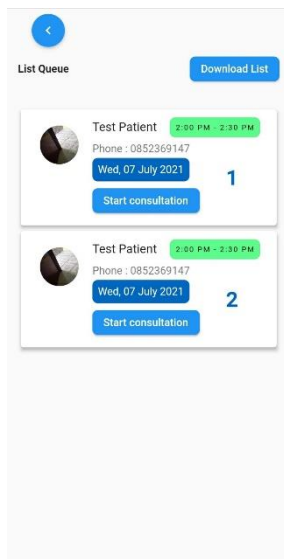 List Queue
Download List
Test Patient
2:00 PM - 2:30 PM
Phone : 0852369147
Wed, 07 July 2021
1
Start consultation
Test Patient
2:00 PM - 2:30 PM
Phone : 0852369147
Wed, 07 July 2021
2
Start consultation